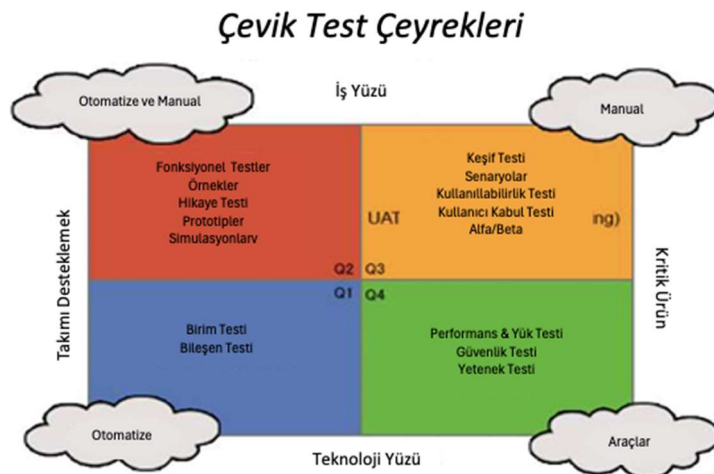 Çevik Test Çeyrekleri
Otomatize ve Manual
İş Yüzü
Manual
Fonksiyonel Testler
Örnekler
Hikaye Testi
Prototipler
Simulasyonlarv
Keşif Testi
Senaryolar
Kullanıllabilirlik Testi
UAT
Kullanıcı Kabul Testi
ng)
Alfa/Beta
Takımı Desteklemek
Kritik Ürün
Q2
Q3
Q1
Q4
Birim Testi
Bileşen Testi
Performans & Yük Testi
Güvenlik Testi
Yetenek Testi
Otomatize
Teknoloji Yüzü
Araçlar